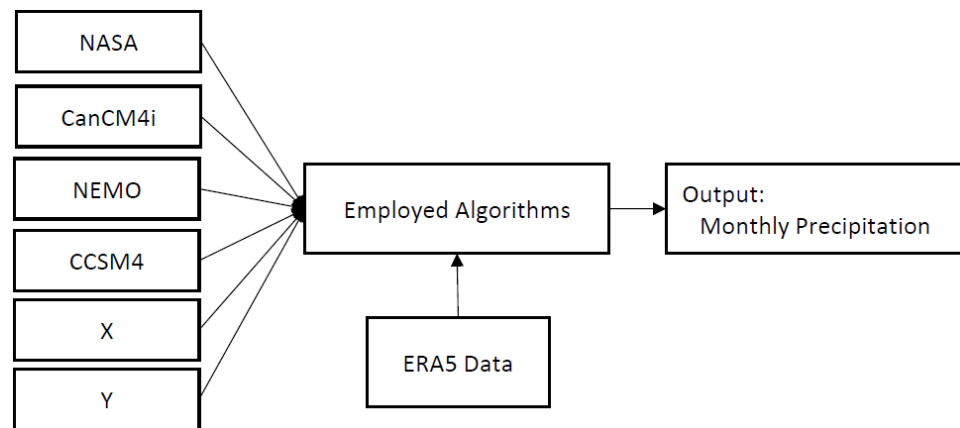 NASA
CanCM4i
NEMO
CCSM4
X
Y
Employed Algorithms
ERA5 Data
Output:
Monthly Precipitation